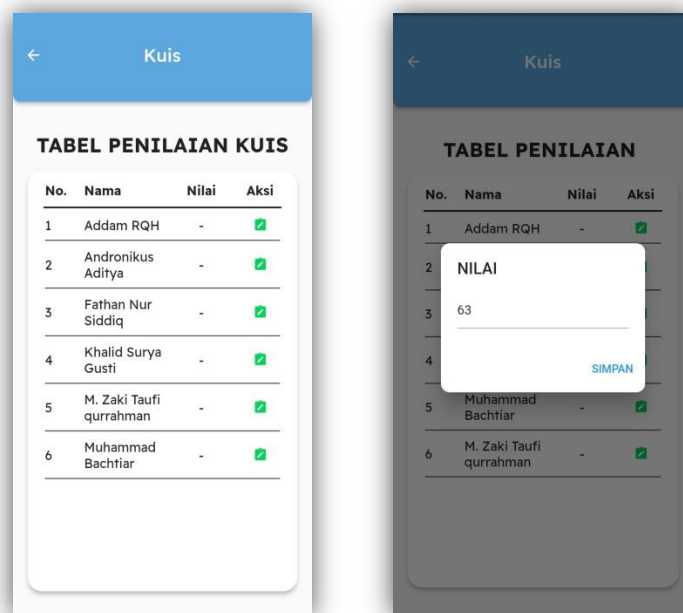 Kuis
TABEL PENILAIAN KUIS
No. Nama Nilai Aksi
1 Addam RQH -
2 Andronikus
Aditya -
3 Fathan Nur
Siddiq -
4 Khalid Surya
Gusti -
5 M. Zaki Taufi
qurrahman -
6 Muhammad
Bachtiar -
Kuis
TABEL PENILAIAN
No. Nama Nilai Aksi
1 Addam RQH -
2
NILAI
3
63
4
SIMPAN
5 Muhammad
Bachtiar -
6 M. Zaki Taufi
qurrahman -